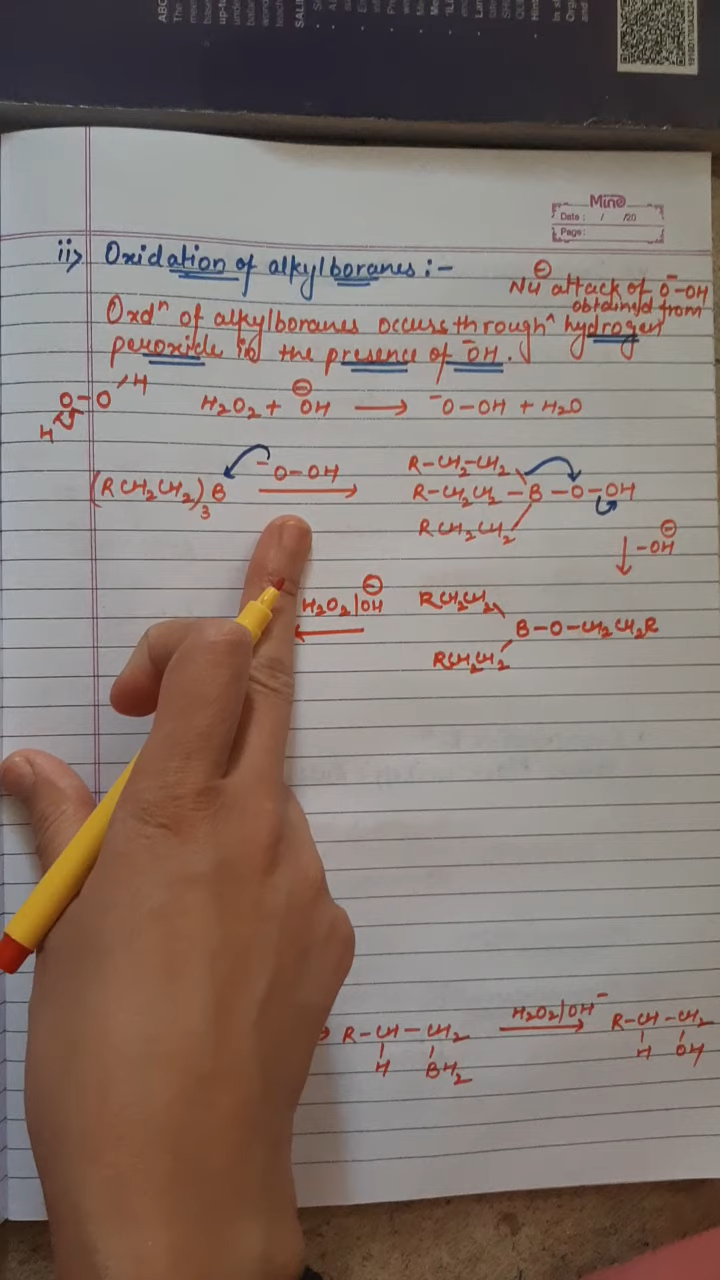 Mino
Date : / /20
Page:
ii> Oxidation of alkylboranes :-
⊖
Nu attack of ⁻O-OH
obtained from
Oxdⁿ of alkylboranes occurs through ^ hydrogen
peroxide in the presence of ⁻OH.
O-O
H
H
H₂O₂ + ⊖OH → ⁻O-OH + H₂O
(RCH₂CH₂)₃B ⁻O-OH →
R-CH₂-CH₂
R-CH₂CH₂-B-O-OH
RCH₂CH₂
↓ -OH⊖
H₂O₂/OH⊖ ←
RCH₂CH₂
B-O-CH₂CH₂R
RCH₂CH₂
R-CH-CH₂ H₂O₂/OH⁻ → R-CH-CH₂
H BH₂ H OH